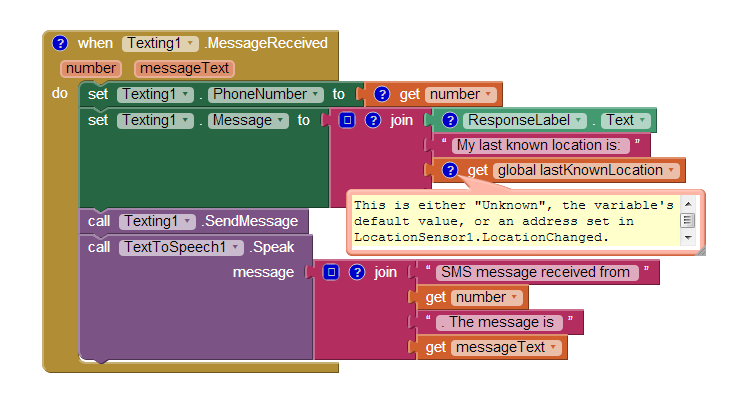 ? when Texting1 .MessageReceived
number messageText
do set Texting1 . PhoneNumber to ? get number
set Texting1 . Message to ? join ? ResponseLabel . Text
“ My last known location is: ”
? get global lastKnownLocation
This is either "Unknown", the variable's
default value, or an address set in
LocationSensor1.LocationChanged.
call Texting1 .SendMessage
call TextToSpeech1 .Speak
message ? join “ SMS message received from ”
get number
“ . The message is ”
get messageText